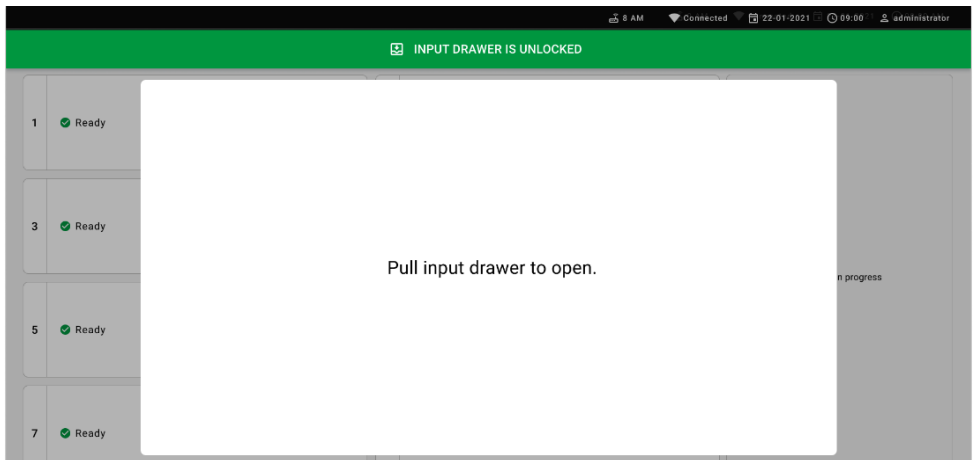 8 AM Connected 22-01-2021 09:00 administrator
INPUT DRAWER IS UNLOCKED
1 Ready
3 Ready
Pull input drawer to open.
n progress
5 Ready
7 Ready